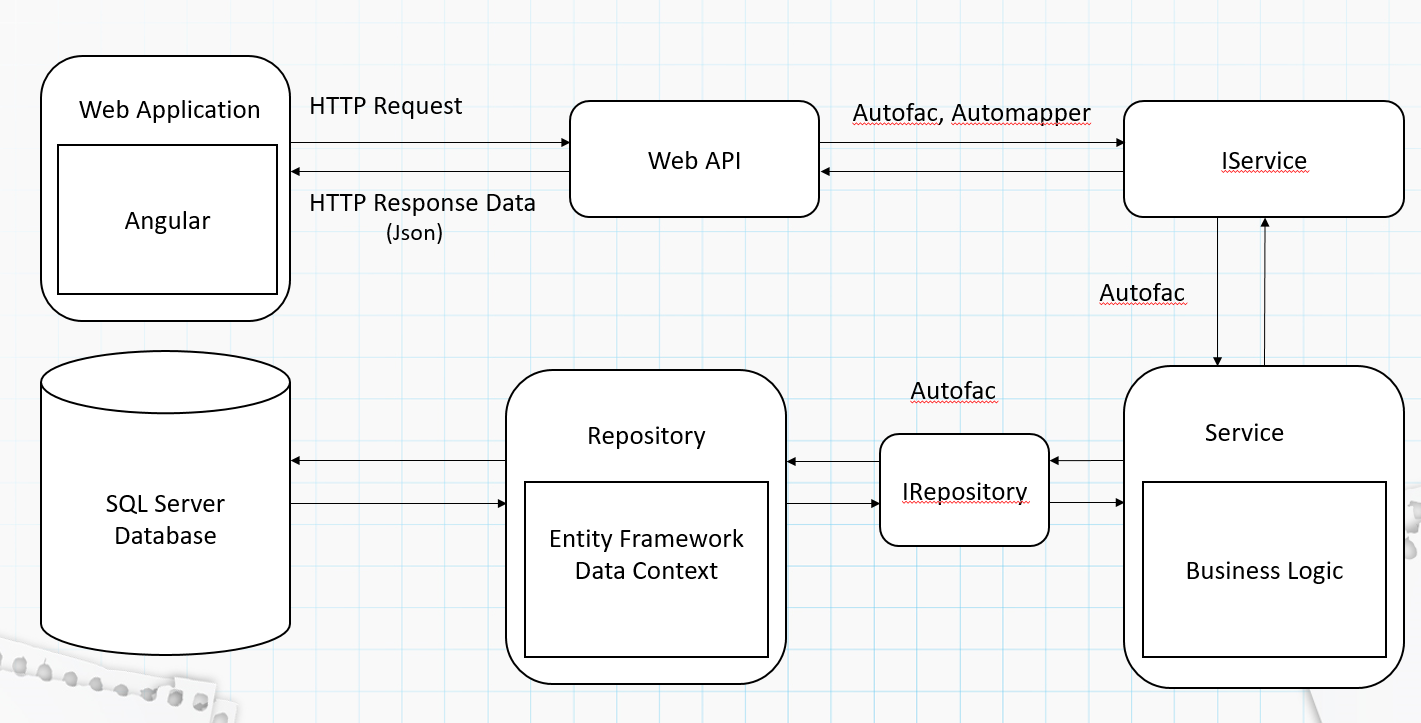 Web Application
Angular
HTTP Request
HTTP Response Data
(Json)
Web API
Autofac, Automapper
IService
Autofac
SQL Server
Database
Repository
Entity Framework
Data Context
Autofac
IRepository
Service
Business Logic